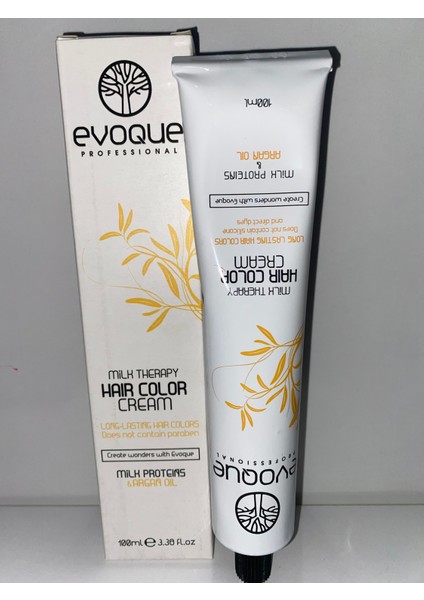 evoque
PROFESSIONAL
MILK THERAPY
HAIR COLOR
CREAM
LONG-LASTING HAIR COLORS
Does not contain paraben
Create wonders with Evoque
MILK PROTEINS
&ARGAN OIL
100ml e 3.38 fl.oz
evoque
PROFESSIONAL
MILK THERAPY
HAIR COLOR
CREAM
LONG LASTING HAIR COLORS
Does not contain silicone
and direct dyes
Create wonders with Evoque
MILK PROTEINS
&
ARGAN OIL
100ml